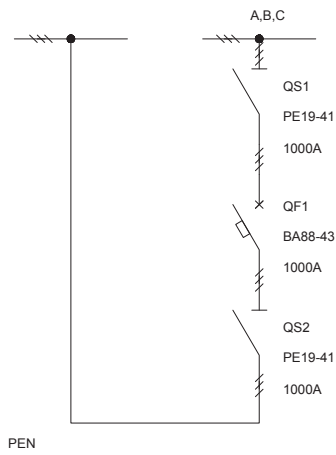 A,B,C
QS1
PE19-41
1000A
QF1
BA88-43
1000A
QS2
PE19-41
1000A
PEN